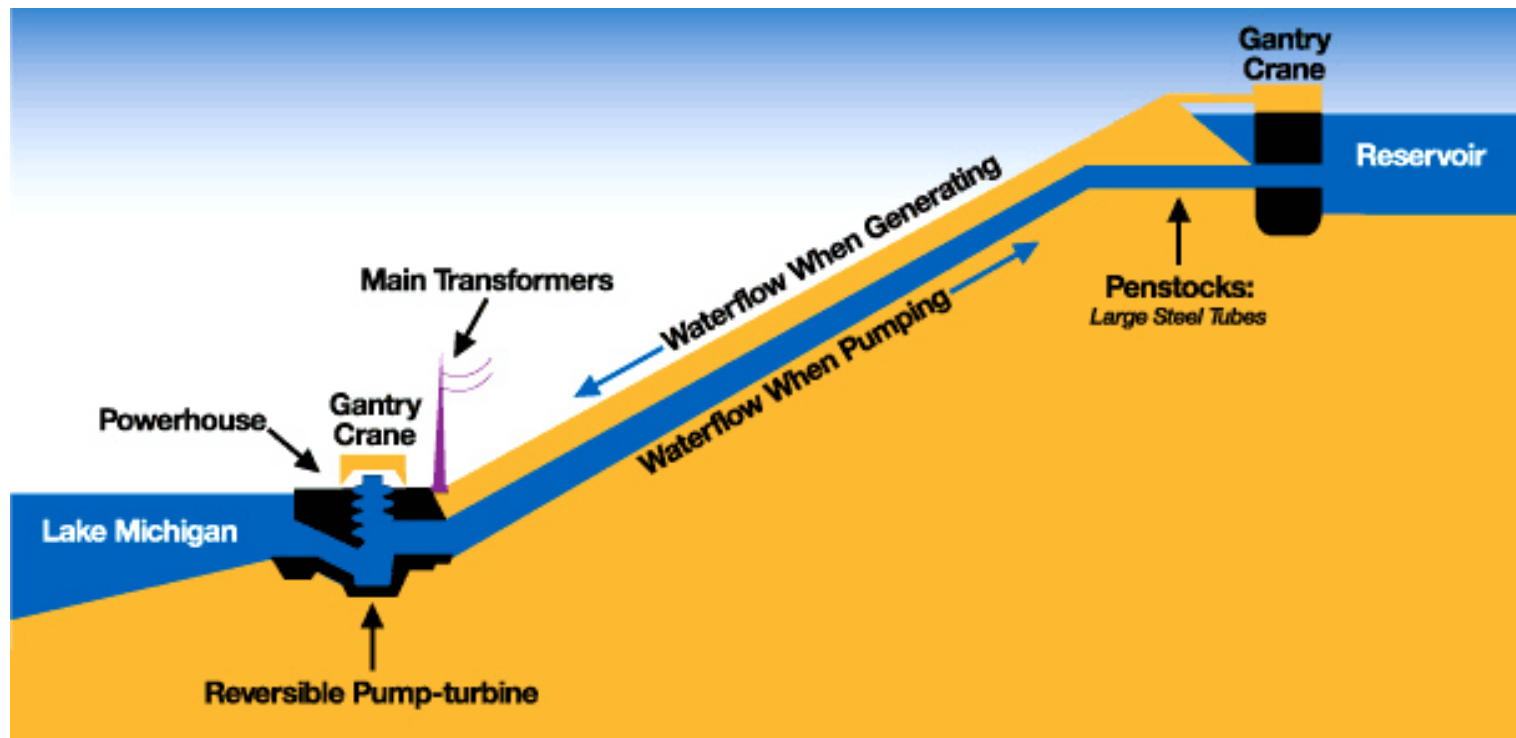 Gantry
Crane
Reservoir
Waterflow When Generating
Main Transformers
Penstocks:
Large Steel Tubes
Waterflow When Pumping
Powerhouse
Gantry
Crane
Lake Michigan
Reversible Pump-turbine